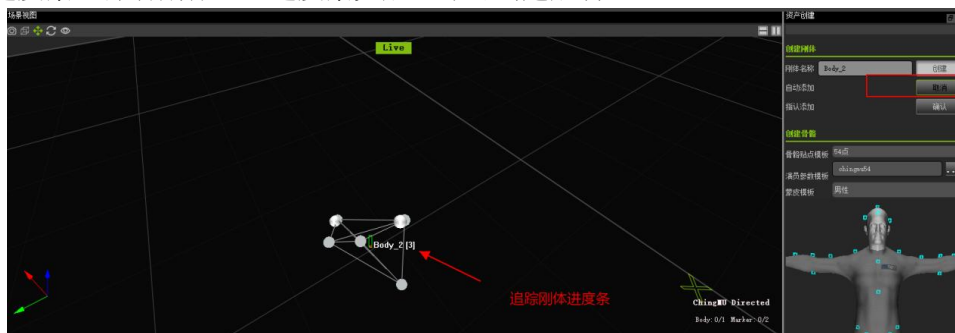 场景视图
资产创建
Live
创建刚体
刚体名称 Body_2 创建
自动添加 取消
指认添加 确认
创建骨骼
骨骼贴点模板 54点
演员参数模板 chingmu54 ..
蒙皮模板 男性
Body_2 [3]
追踪刚体进度条
ChingMU Directed
Body: 0/1 Marker: 0/2